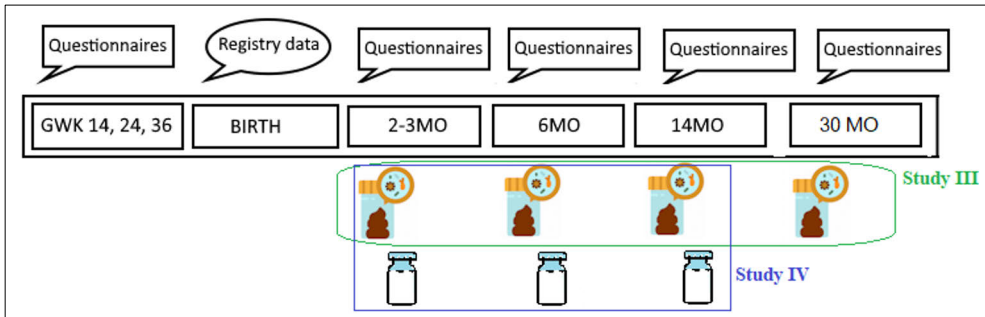 Questionnaires
Registry data
Questionnaires
Questionnaires
Questionnaires
Questionnaires
GWK 14, 24, 36
BIRTH
2-3MO
6MO
14MO
30 MO
Study III
Study IV